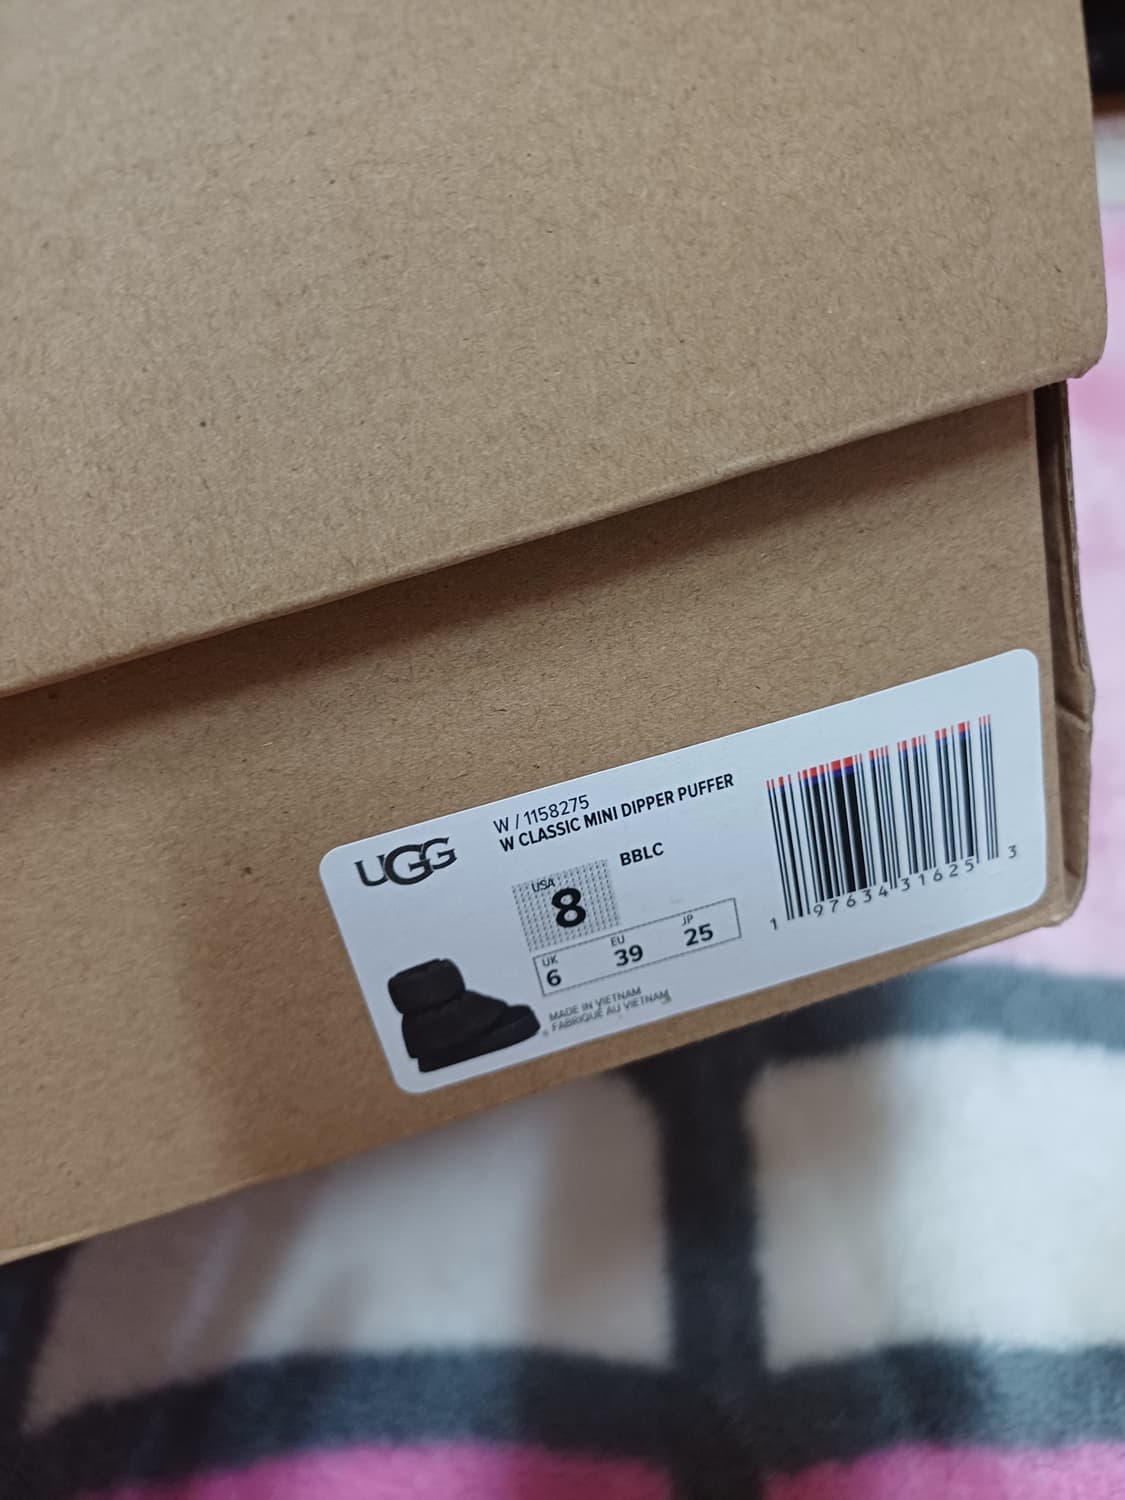 UGG
W / 1158275
W CLASSIC MINI DIPPER PUFFER
BBLC
USA
8
UK EU JP
6 39 25
MADE IN VIETNAM
FABRIQUÉ AU VIETNAM
1 97634 31625 3